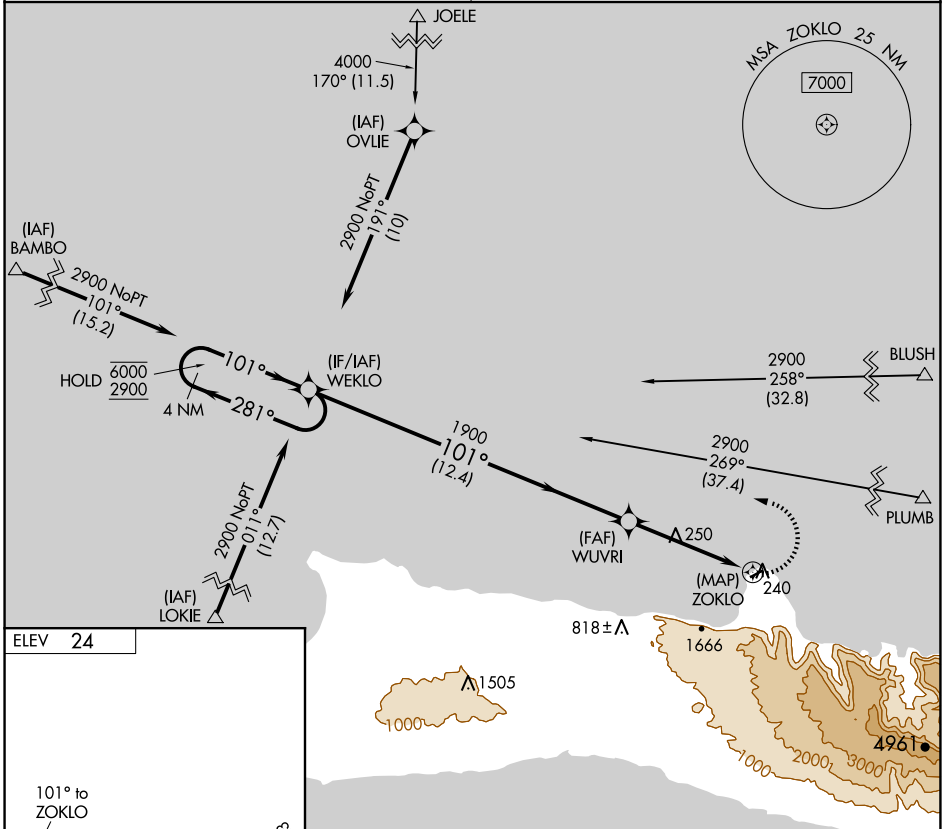 JOELE
4000
170° (11.5)
(IAF)
OVLIE
MSA ZOKLO 25 NM
7000
2900 NoPT
191°
(10)
(IAF)
BAMBO
2900 NoPT
101°
(15.2)
HOLD
6000
2900
4 NM
101°
281°
(IF/IAF)
WEKLO
2900
258°
(32.8)
BLUSH
1900
101°
(12.4)
2900
269°
(37.4)
PLUMB
2900 NoPT
011°
(12.7)
(IAF)
LOKIE
(FAF)
WUVRI
250
(MAP)
ZOKLO
240
818±
1666
1505
1000
4961
1000
2000
3000
ELEV 24
101° to
ZOKLO